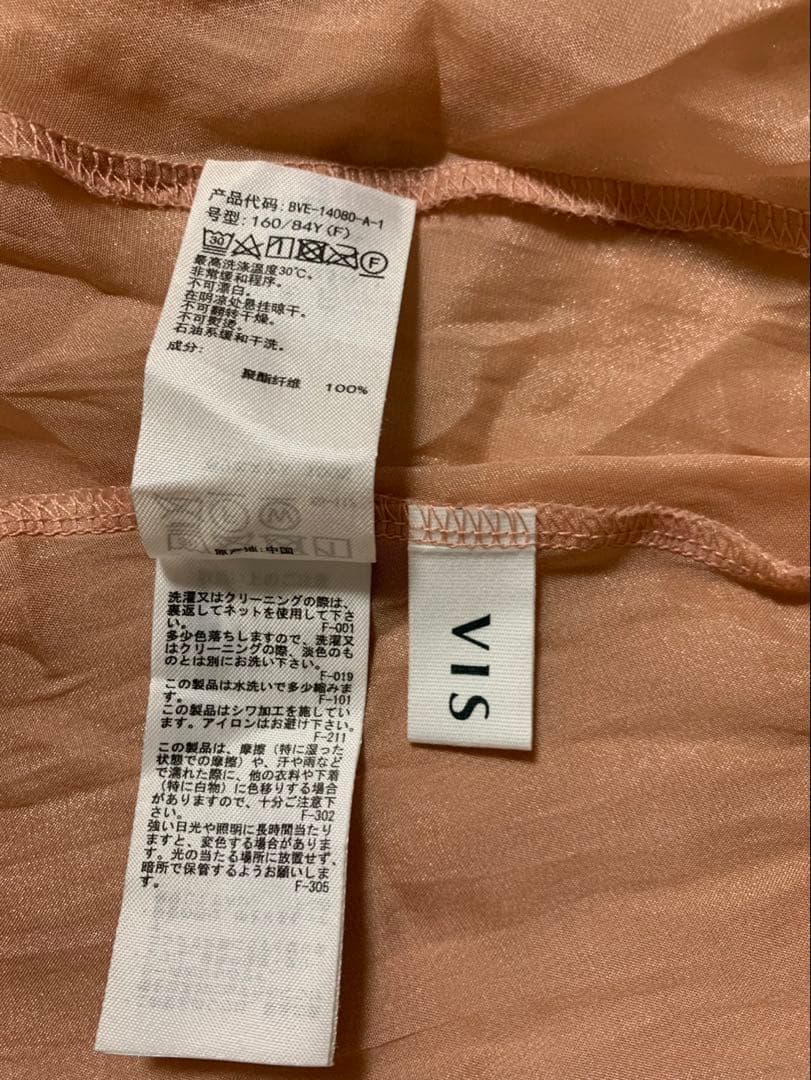 产品代码: BVE-14080-A-1
号型: 160/84Y(F)
30
F
最高洗涤温度30℃。
非常缓和程序。
不可漂白。
在阴凉处悬挂晾干。
不可翻转干燥。
不可熨烫。
石油系缓和干洗。
成分:
聚酯纤维 100%
W
原产地: 中国
洗濯又はクリーニングの際は、
裏返してネットを使用して下さ
い。 F-001
多少色落ちしますので、洗濯又
はクリーニングの際、淡色のも
のとは別にお洗い下さい。
F-019
この製品は水洗いで多少縮みま
す。 F-101
この製品はシワ加工を施してい
ます。アイロンはお避け下さい。
F-211
この製品は、摩擦(特に湿った
状態での摩擦)や、汗や雨など
で濡れた際に、他の衣料や下着
(特に白物)に色移りする場合
がありますので、十分ご注意下
さい。 F-302
強い日光や照明に長時間当たり
ますと、変色する場合がありま
す。光の当たる場所に放置せず、
暗所で保管するようお願いしま
す。 F-305
VIS